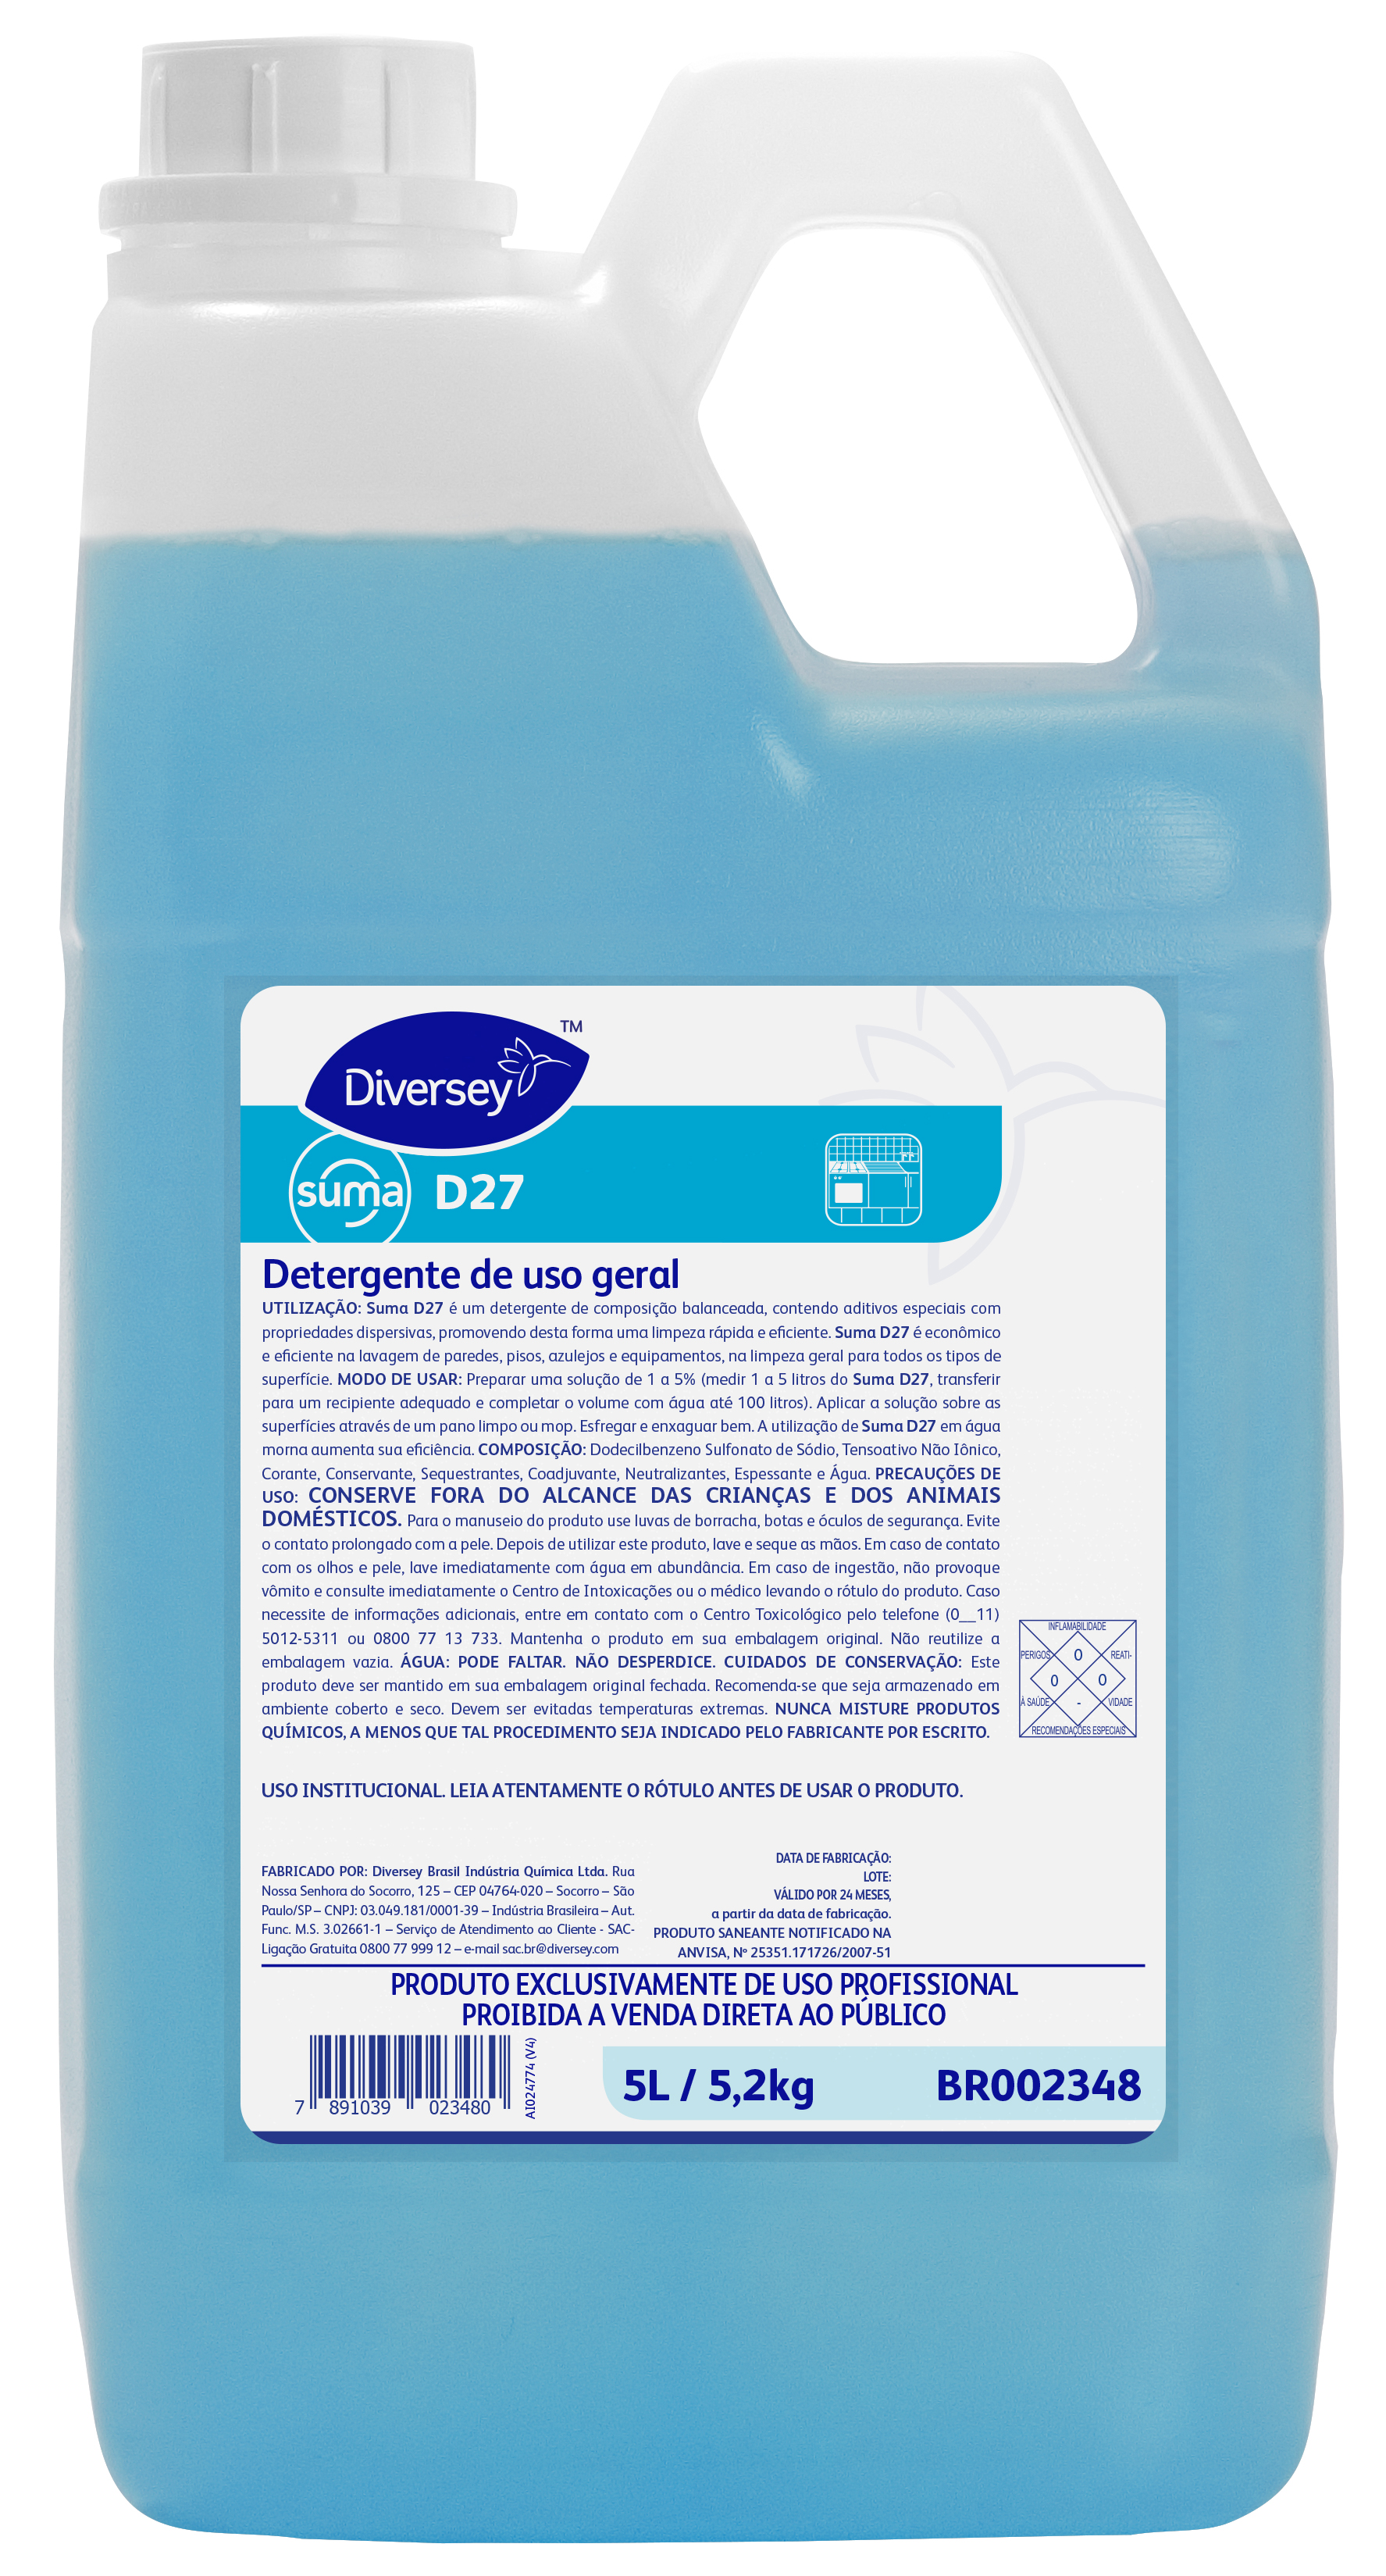 Diversey™
suma D27
Detergente de uso geral
UTILIZAÇÃO: Suma D27 é um detergente de composição balanceada, contendo aditivos especiais com
propriedades dispersivas, promovendo desta forma uma limpeza rápida e eficiente. Suma D27 é econômico
e eficiente na lavagem de paredes, pisos, azulejos e equipamentos, na limpeza geral para todos os tipos de
superfície. MODO DE USAR: Preparar uma solução de 1 a 5% (medir 1 a 5 litros do Suma D27, transferir
para um recipiente adequado e completar o volume com água até 100 litros). Aplicar a solução sobre as
superfícies através de um pano limpo ou mop. Esfregar e enxaguar bem. A utilização de Suma D27 em água
morna aumenta sua eficiência. COMPOSIÇÃO: Dodecilbenzeno Sulfonato de Sódio, Tensoativo Não Iônico,
Corante, Conservante, Sequestrantes, Coadjuvante, Neutralizantes, Espessante e Água. PRECAUÇÕES DE
USO: CONSERVE FORA DO ALCANCE DAS CRIANÇAS E DOS ANIMAIS
DOMÉSTICOS. Para o manuseio do produto use luvas de borracha, botas e óculos de segurança. Evite
o contato prolongado com a pele. Depois de utilizar este produto, lave e seque as mãos. Em caso de contato
com os olhos e pele, lave imediatamente com água em abundância. Em caso de ingestão, não provoque
vômito e consulte imediatamente o Centro de Intoxicações ou o médico levando o rótulo do produto. Caso
necessite de informações adicionais, entre em contato com o Centro Toxicológico pelo telefone (0__11)
5012-5311 ou 0800 77 13 733. Mantenha o produto em sua embalagem original. Não reutilize a
embalagem vazia. ÁGUA: PODE FALTAR. NÃO DESPERDICE. CUIDADOS DE CONSERVAÇÃO: Este
produto deve ser mantido em sua embalagem original fechada. Recomenda-se que seja armazenado em
ambiente coberto e seco. Devem ser evitadas temperaturas extremas. NUNCA MISTURE PRODUTOS
QUÍMICOS, A MENOS QUE TAL PROCEDIMENTO SEJA INDICADO PELO FABRICANTE POR ESCRITO.
INFLAMABILIDADE
0
PERIGOS REATI-
0 0
À SAÚDE - VIDADE
RECOMENDAÇÕES ESPECIAIS
USO INSTITUCIONAL. LEIA ATENTAMENTE O RÓTULO ANTES DE USAR O PRODUTO.
FABRICADO POR: Diversey Brasil Indústria Química Ltda. Rua
Nossa Senhora do Socorro, 125 – CEP 04764-020 – Socorro – São
Paulo/SP – CNPJ: 03.049.181/0001-39 – Indústria Brasileira – Aut.
Func. M.S. 3.02661-1 – Serviço de Atendimento ao Cliente - SAC-
Ligação Gratuita 0800 77 999 12 – e-mail sac.br@diversey.com
DATA DE FABRICAÇÃO:
LOTE:
VÁLIDO POR 24 MESES,
a partir da data de fabricação.
PRODUTO SANEANTE NOTIFICADO NA
ANVISA, Nº 25351.171726/2007-51
PRODUTO EXCLUSIVAMENTE DE USO PROFISSIONAL
PROIBIDA A VENDA DIRETA AO PÚBLICO
7 891039 023480
AI024774 (V4)
5L / 5,2kg BR002348